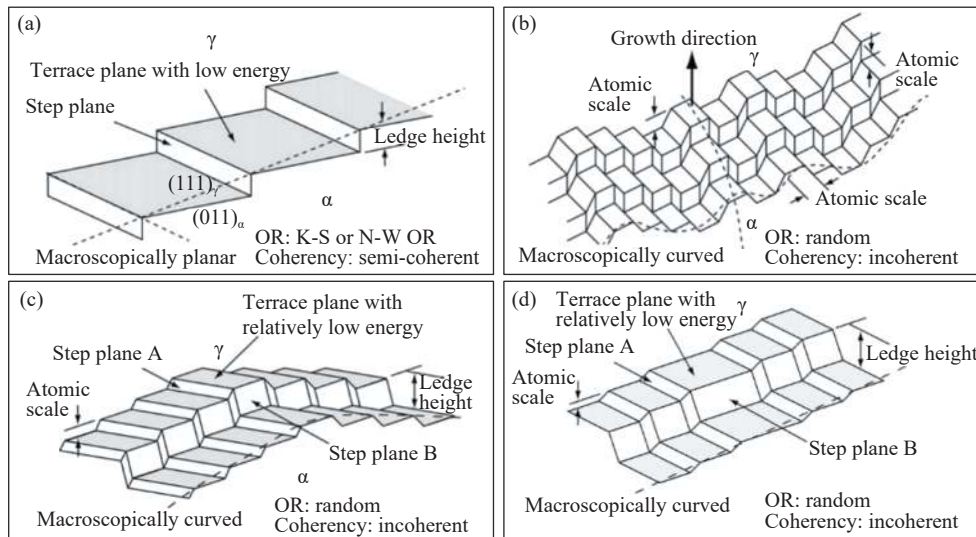 (a)
γ
Terrace plane with low energy
Step plane
Ledge height
(111)γ
(011)α
α
OR: K-S or N-W OR
Macroscopically planar
Coherency: semi-coherent
(b)
Growth direction
γ
Atomic
scale
Atomic
scale
Atomic scale
α
OR: random
Macroscopically curved
Coherency: incoherent
(c)
Terrace plane with
relatively low energy
γ
Step plane A
Atomic
scale
Ledge
height
Step plane B
α
OR: random
Macroscopically curved
Coherency: incoherent
(d)
Terrace plane with
relatively low energy
γ
Step plane A
Ledge height
Atomic
scale
Step plane B
α
OR: random
Macroscopically curved
Coherency: incoherent